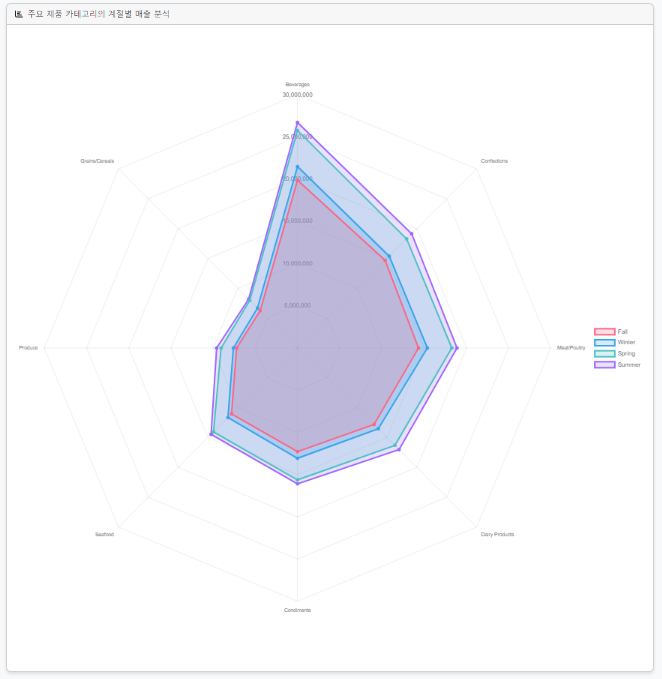 주요 제품 카테고리의 계절별 매출 분석
Beverages
30,000,000
25,000,000
20,000,000
15,000,000
10,000,000
5,000,000
Grains/Cereals
Confections
Produce
Meat/Poultry
Fall
Winter
Spring
Summer
Seafood
Dairy Products
Condiments